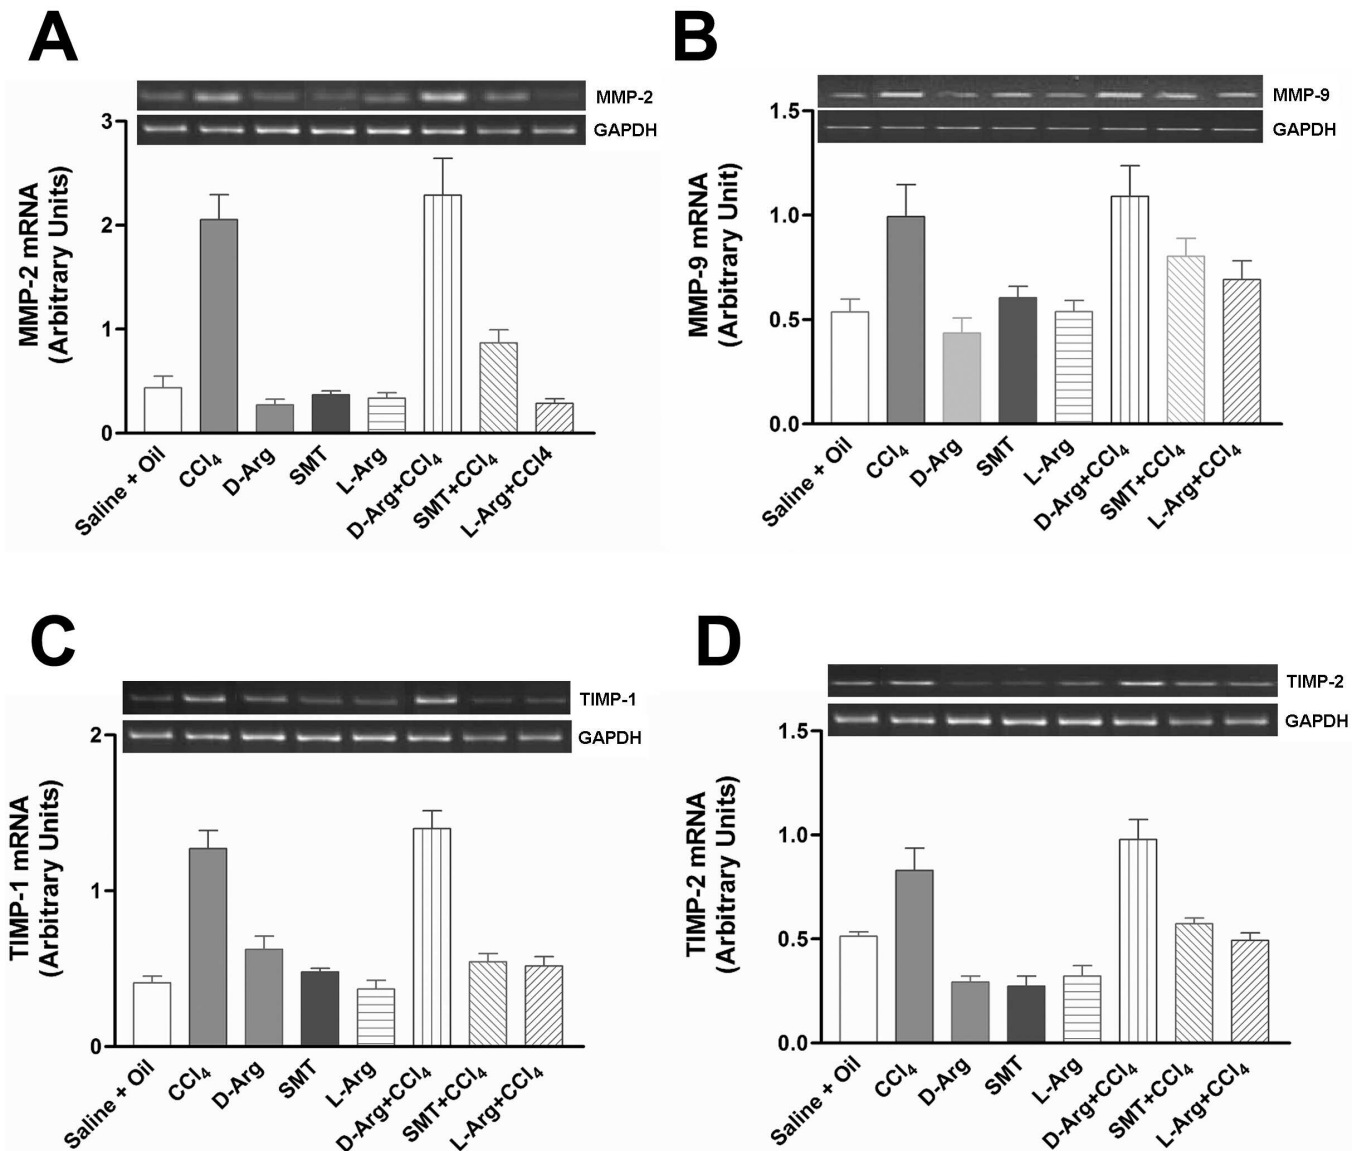 A
MMP-2
GAPDH
MMP-2 mRNA
(Arbitrary Units)
3
2
1
0
Saline + Oil
CCl4
D-Arg
SMT
L-Arg
D-Arg+CCl4
SMT+CCl4
L-Arg+CCl4
B
MMP-9
GAPDH
MMP-9 mRNA
(Arbitrary Unit)
1.5
1.0
0.5
0.0
Saline + Oil
CCl4
D-Arg
SMT
L-Arg
D-Arg+CCl4
SMT+CCl4
L-Arg+CCl4
C
TIMP-1
GAPDH
TIMP-1 mRNA
(Arbitrary Units)
2
1
0
Saline + Oil
CCl4
D-Arg
SMT
L-Arg
D-Arg+CCl4
SMT+CCl4
L-Arg+CCl4
D
TIMP-2
GAPDH
TIMP-2 mRNA
(Arbitrary Units)
1.5
1.0
0.5
0.0
Saline + Oil
CCl4
D-Arg
SMT
L-Arg
D-Arg+CCl4
SMT+CCl4
L-Arg+CCl4